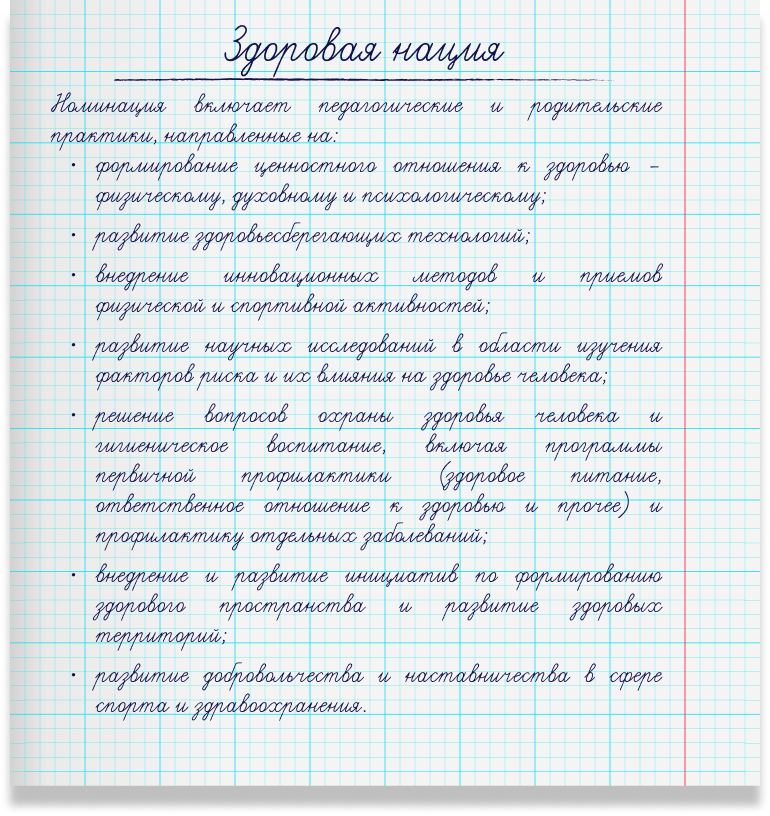 Здоровая нация
Номинация включает педагогические и родительские
практики, направленные на:
• формирование ценностного отношения к здоровью –
физическому, духовному и психологическому;
• развитие здоровьесберегающих технологий;
• внедрение инновационных методов и приемов
физической и спортивной активностей;
• развитие научных исследований в области изучения
факторов риска и их влияния на здоровье человека;
• решение вопросов охраны здоровья человека и
гигиеническое воспитание, включая программы
первичной профилактики (здоровое питание,
ответственное отношение к здоровью и прочее) и
профилактику отдельных заболеваний;
• внедрение и развитие инициатив по формированию
здорового пространства и развитие здоровых
территорий;
• развитие добровольчества и наставничества в сфере
спорта и здравоохранения.